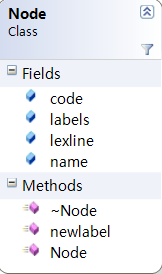 Node
Class
Fields
code
labels
lexline
name
Methods
~Node
newlabel
Node